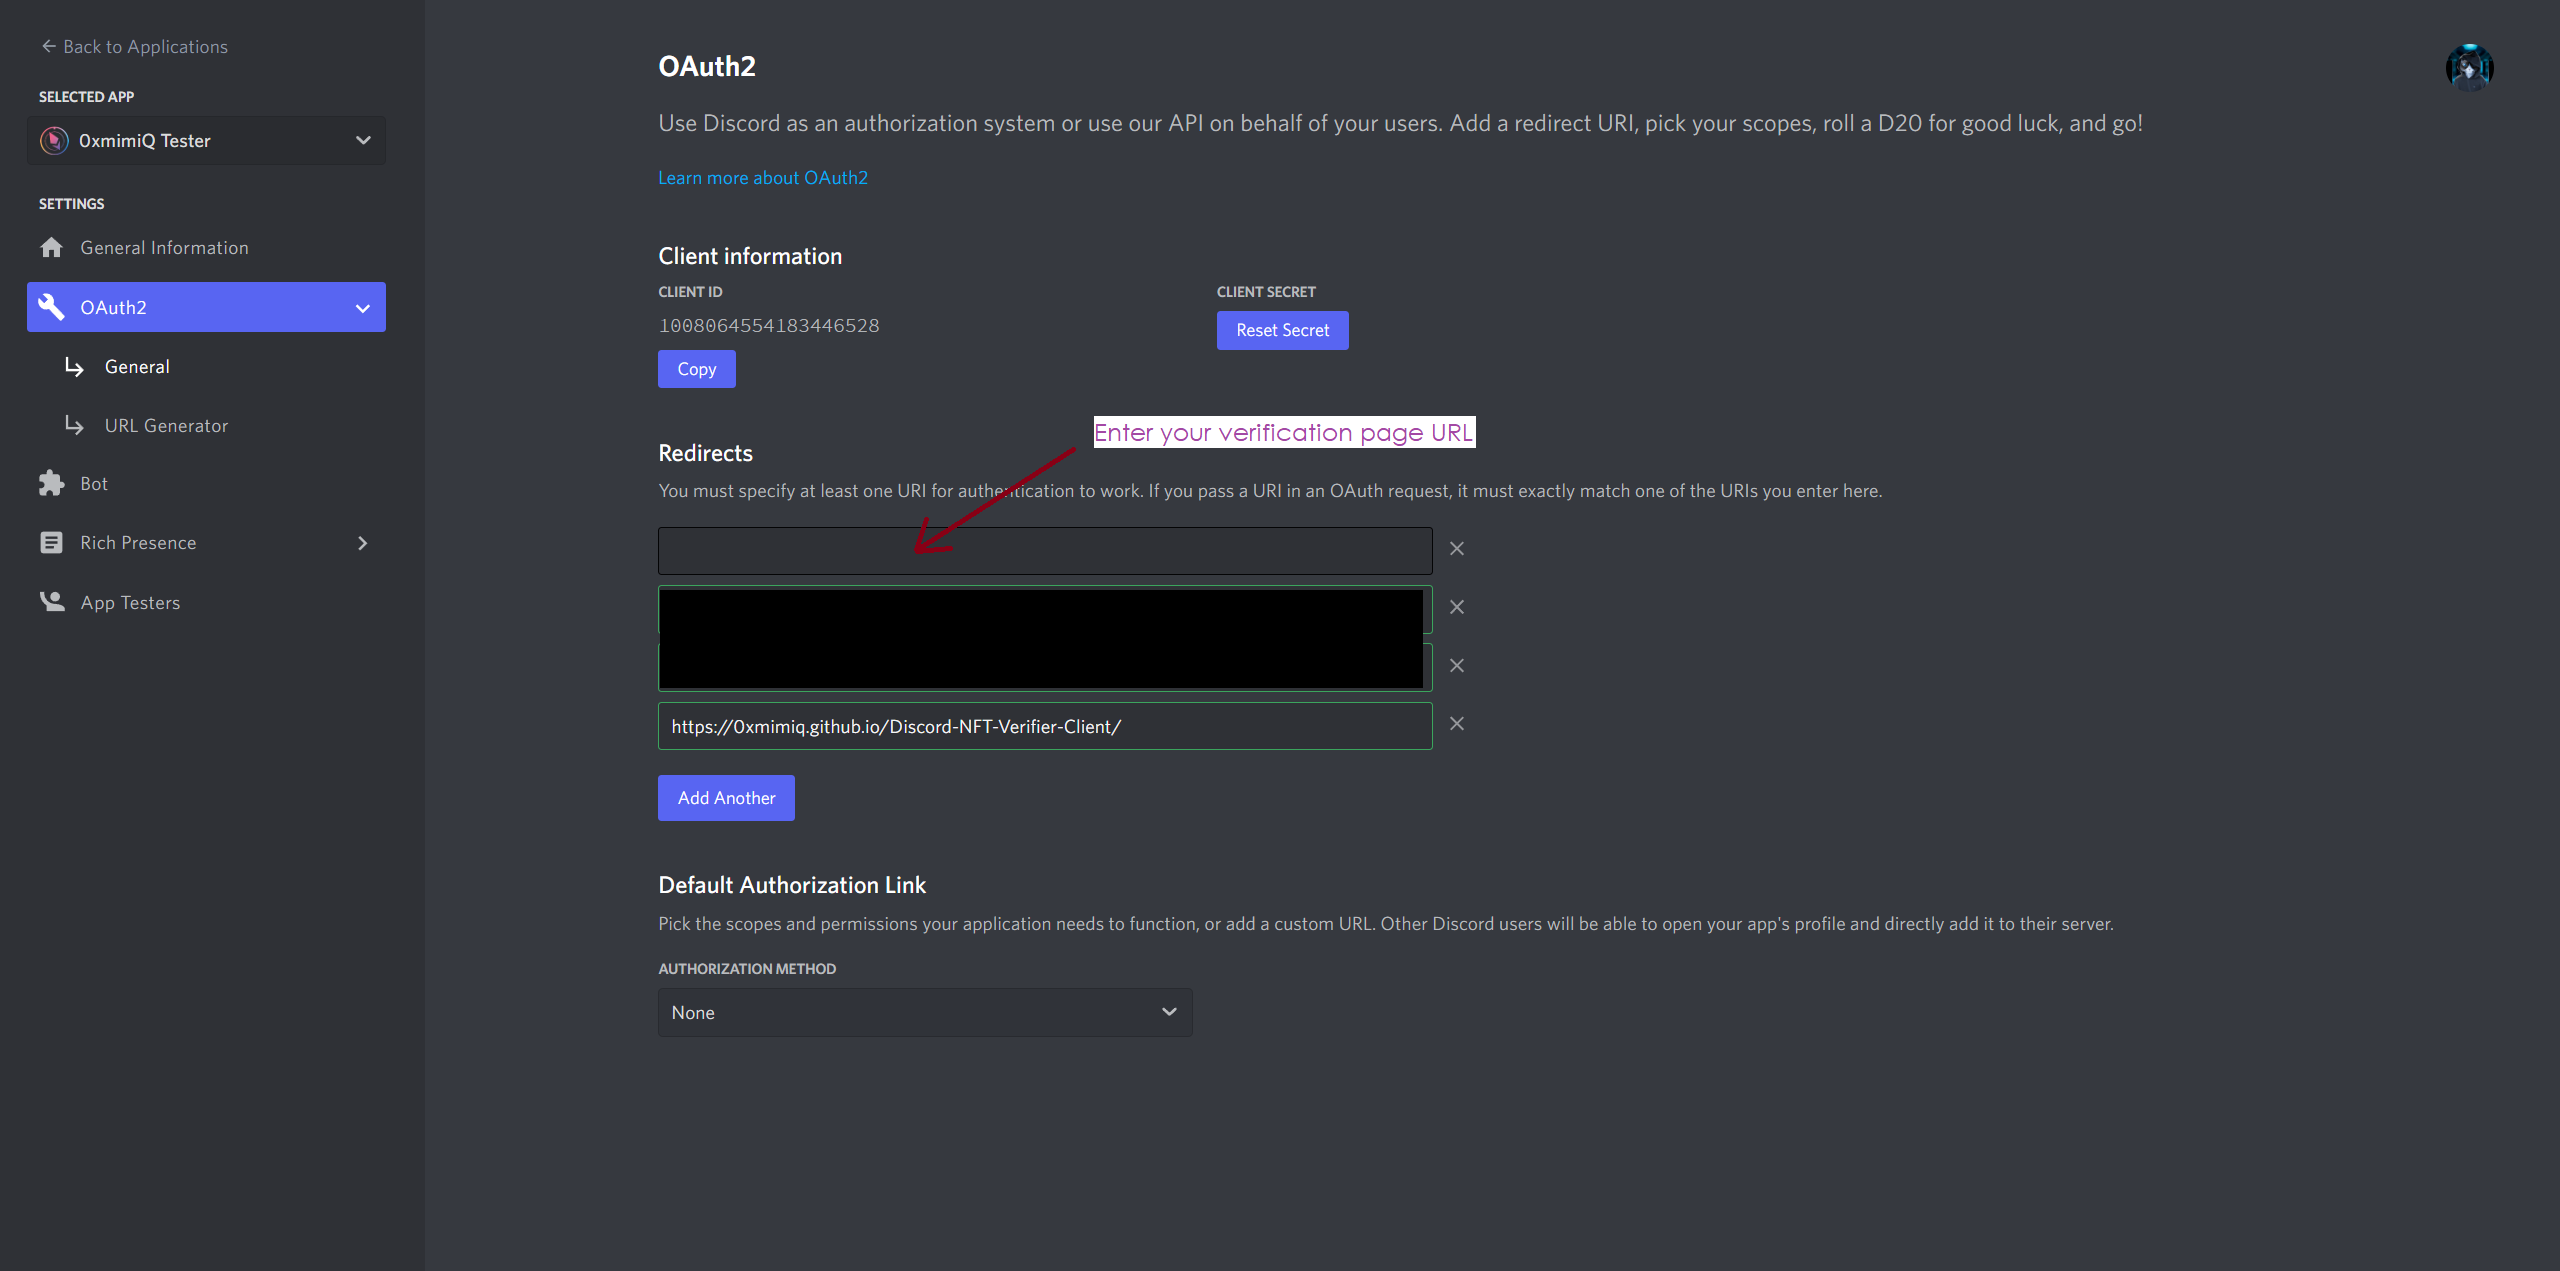 Back to Applications
SELECTED APP
0xmimiQ Tester
SETTINGS
General Information
OAuth2
General
URL Generator
Bot
Rich Presence
App Testers
OAuth2
Use Discord as an authorization system or use our API on behalf of your users. Add a redirect URI, pick your scopes, roll a D20 for good luck, and go!
Learn more about OAuth2
Client information
CLIENT ID
1008064554183446528
Copy
CLIENT SECRET
Reset Secret
Enter your verification page URL
Redirects
You must specify at least one URI for authentication to work. If you pass a URI in an OAuth request, it must exactly match one of the URIs you enter here.
https://0xmimiq.github.io/Discord-NFT-Verifier-Client/
Add Another
Default Authorization Link
Pick the scopes and permissions your application needs to function, or add a custom URL. Other Discord users will be able to open your app's profile and directly add it to their server.
AUTHORIZATION METHOD
None